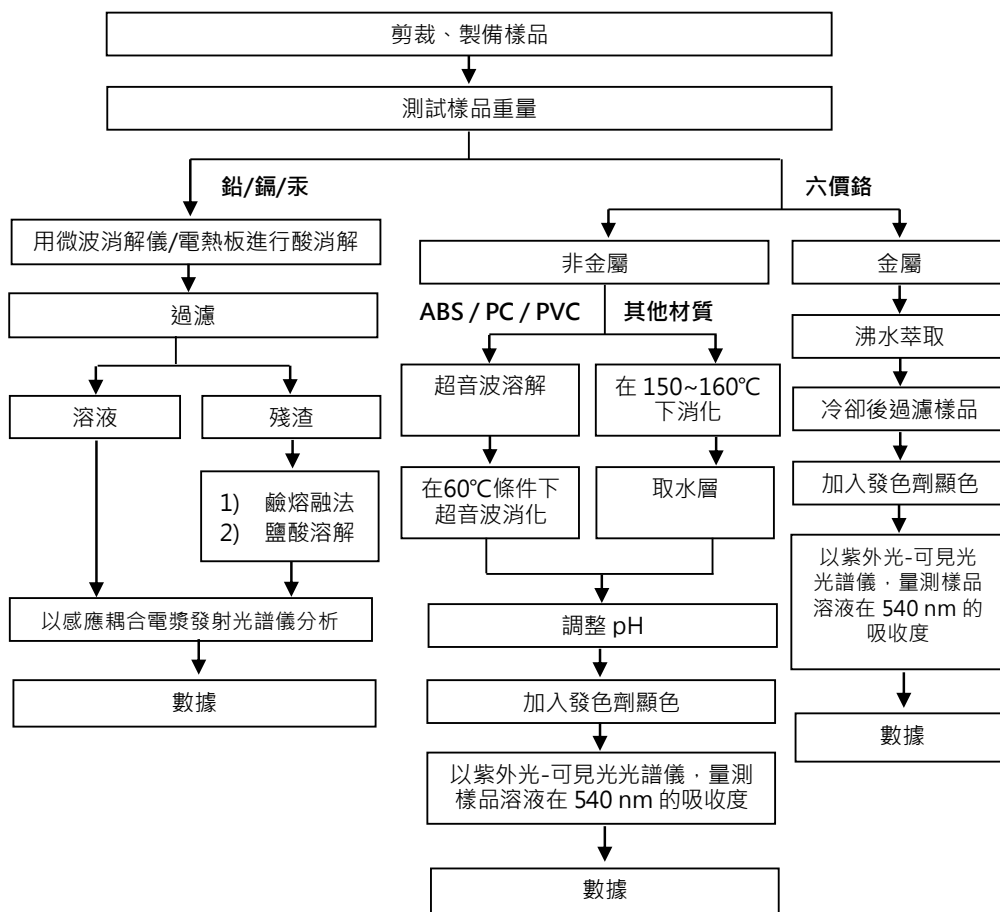 剪裁、製備樣品
測試樣品重量
鉛/鎘/汞
六價鉻
用微波消解儀/電熱板進行酸消解
過濾
溶液
殘渣
1) 鹼熔融法
2) 鹽酸溶解
以感應耦合電漿發射光譜儀分析
數據
非金屬
ABS / PC / PVC
其他材質
超音波溶解
在 150~160℃
下消化
在60℃條件下
超音波消化
取水層
調整 pH
加入發色劑顯色
以紫外光-可見光光譜儀，量測
樣品溶液在 540 nm 的吸收度
數據
金屬
沸水萃取
冷卻後過濾樣品
加入發色劑顯色
以紫外光-可見光
光譜儀，量測樣品
溶液在 540 nm 的
吸收度
數據